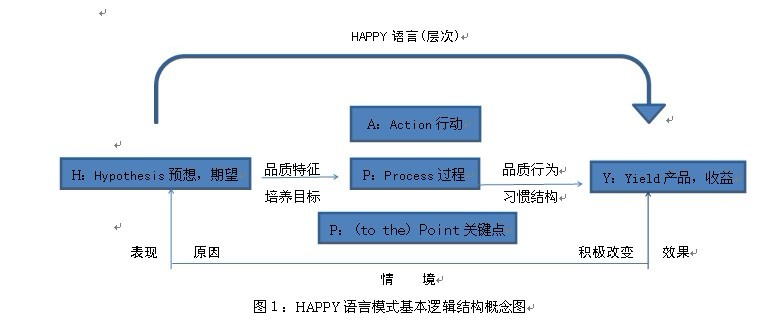 HAPPY 语言(层次)
A: Action 行动
H: Hypothesis 预想，期望
品质特征
培养目标
P: Process 过程
品质行为
习惯结构
Y: Yield 产品，收益
P: (to the) Point 关键点
表现 原因
积极改变 效果
情 境
图1: HAPPY 语言模式基本逻辑结构概念图